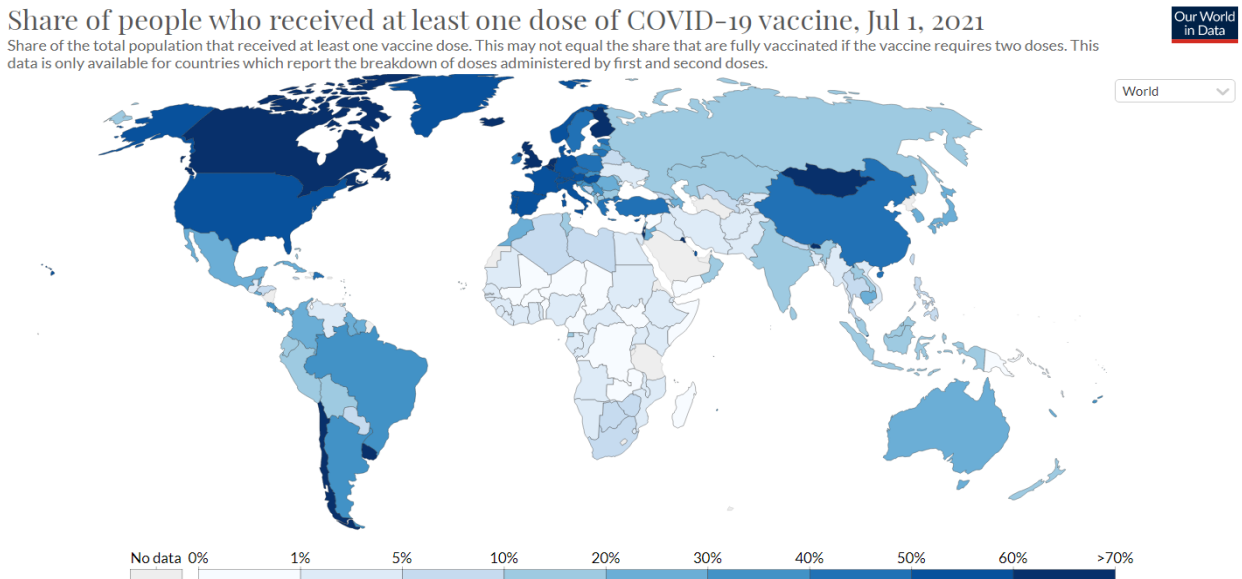 Share of people who received at least one dose of COVID-19 vaccine, Jul 1, 2021
Our World
in Data
Share of the total population that received at least one vaccine dose. This may not equal the share that are fully vaccinated if the vaccine requires two doses. This
data is only available for countries which report the breakdown of doses administered by first and second doses.
World
No data 0% 1% 5% 10% 20% 30% 40% 50% 60% >70%